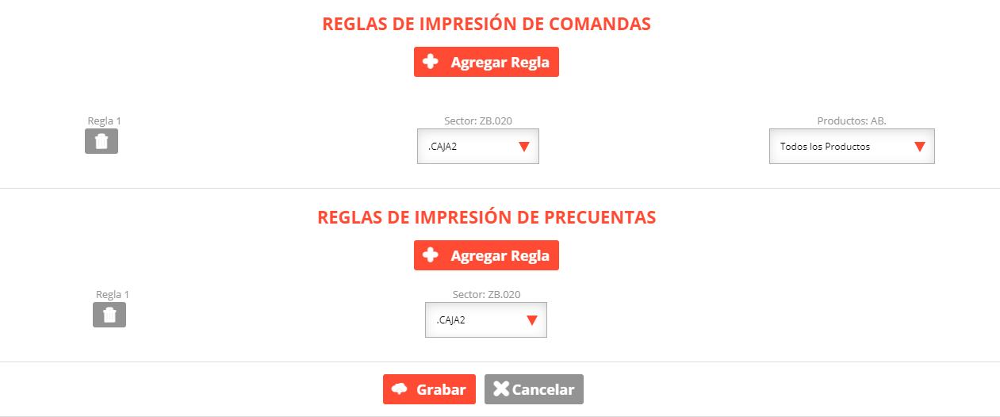 REGLAS DE IMPRESIÓN DE COMANDAS
Agregar Regla
Regla 1
Sector: ZB.020
.CAJA2
Productos: AB.
Todos los Productos
REGLAS DE IMPRESIÓN DE PRECUENTAS
Agregar Regla
Regla 1
Sector: ZB.020
.CAJA2
Grabar
Cancelar